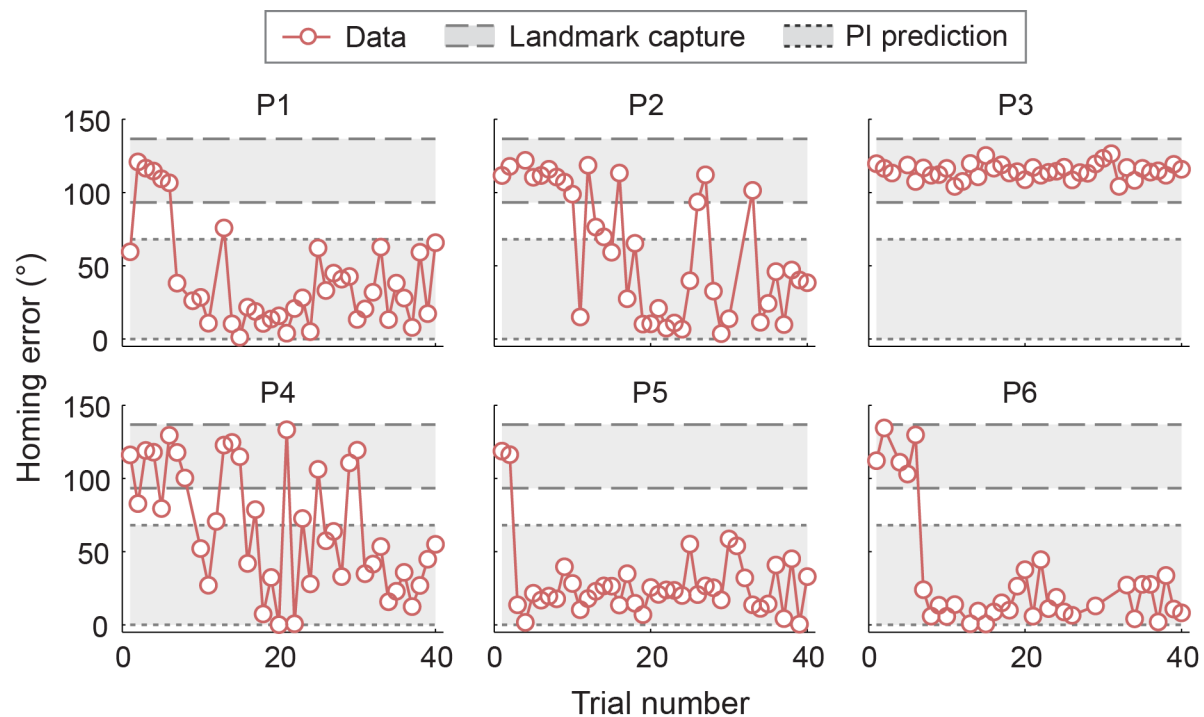 Data Landmark capture PI prediction
P1 P2 P3
150
100
50
0
P4 P5 P6
150
100
50
0
0 20 40 0 20 40 0 20 40
Homing error (°)
Trial number